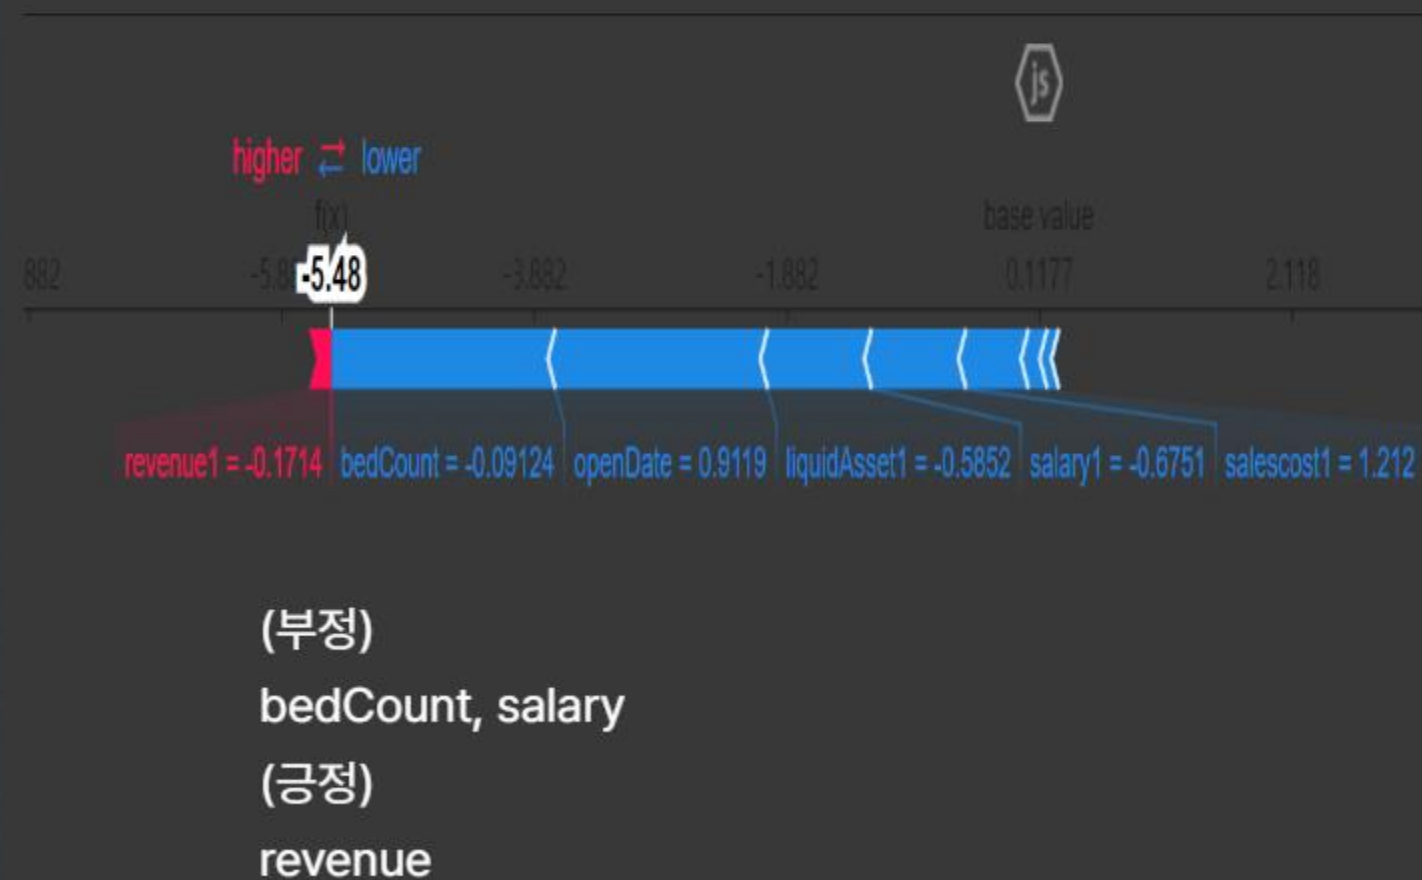 js
higher ⇄ lower
f(x)
base value
882
-5.48
-3.882
-1.882
0.1177
2.118
revenue1 = -0.1714
bedCount = -0.09124
openDate = 0.9119
liquidAsset1 = -0.5852
salary1 = -0.6751
salescost1 = 1.212
(부정)
bedCount, salary
(긍정)
revenue